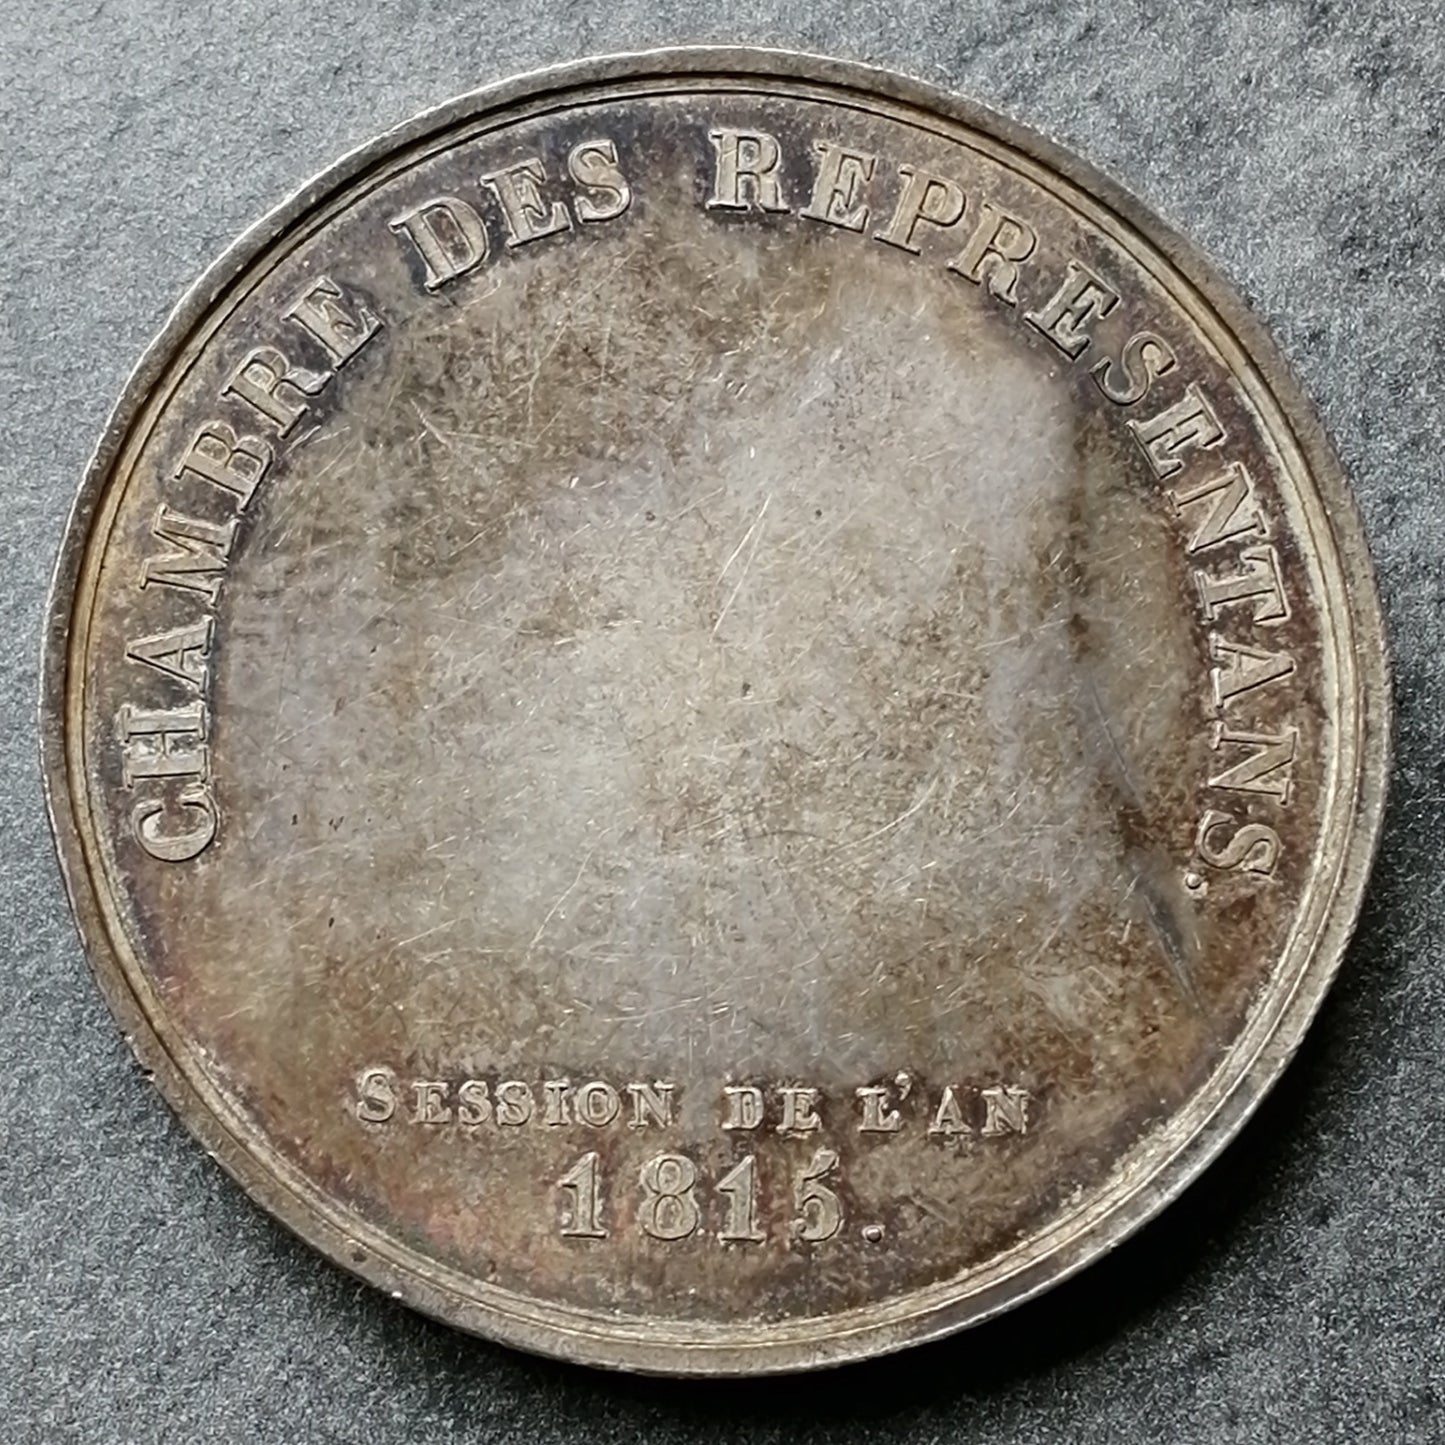 CHAMBRE DES REPRESENTANS.
SESSION DE L'AN
1815.